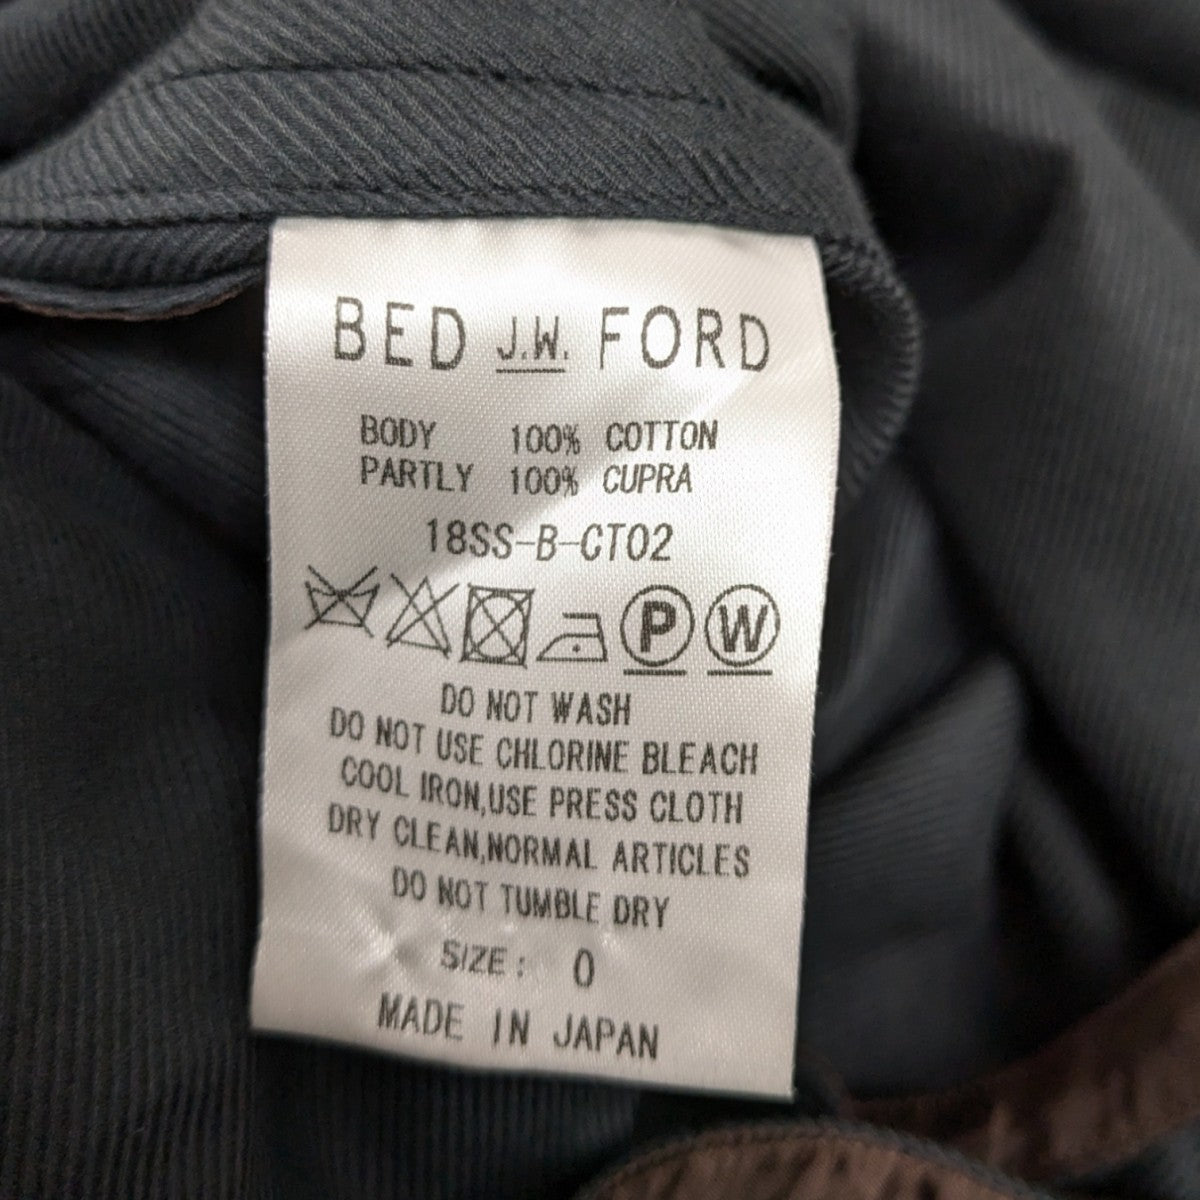 BED J.W. FORD
BODY 100% COTTON
PARTLY 100% CUPRA
18SS-B-CT02
P W
DO NOT WASH
DO NOT USE CHLORINE BLEACH
COOL IRON,USE PRESS CLOTH
DRY CLEAN,NORMAL ARTICLES
DO NOT TUMBLE DRY
SIZE: 0
MADE IN JAPAN